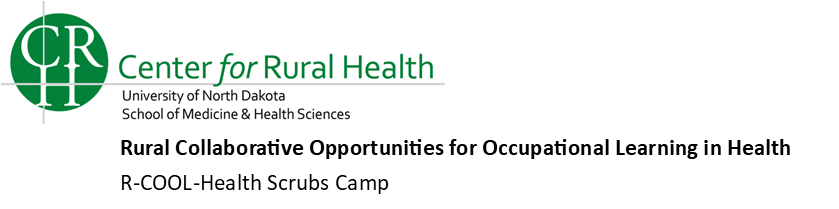 CRH
Center for Rural Health
University of North Dakota
School of Medicine & Health Sciences
Rural Collaborative Opportunities for Occupational Learning in Health
R-COOL-Health Scrubs Camp